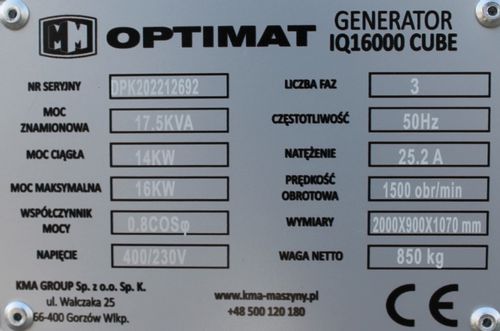 MM OPTIMAT
GENERATOR
IQ16000 CUBE
NR SERYJNY DPK202212692
MOC ZNAMIONOWA 17.5KVA
MOC CIĄGŁA 14KW
MOC MAKSYMALNA 16KW
WSPÓŁCZYNNIK MOCY 0.8COSφ
NAPIĘCIE 400/230V
LICZBA FAZ 3
CZĘSTOTLIWOŚĆ 50Hz
NATĘŻENIE 25.2 A
PRĘDKOŚĆ OBROTOWA 1500 obr/min
WYMIARY 2000X900X1070 mm
WAGA NETTO 850 kg
KMA GROUP Sp. z o.o. Sp. K.
ul. Walczaka 25
66-400 Gorzów Wlkp.
www.kma-maszyny.pl
+48 500 120 180
CE